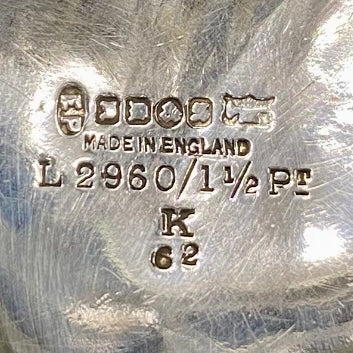 MADE IN ENGLAND
L 2960/1½ PT
K
62